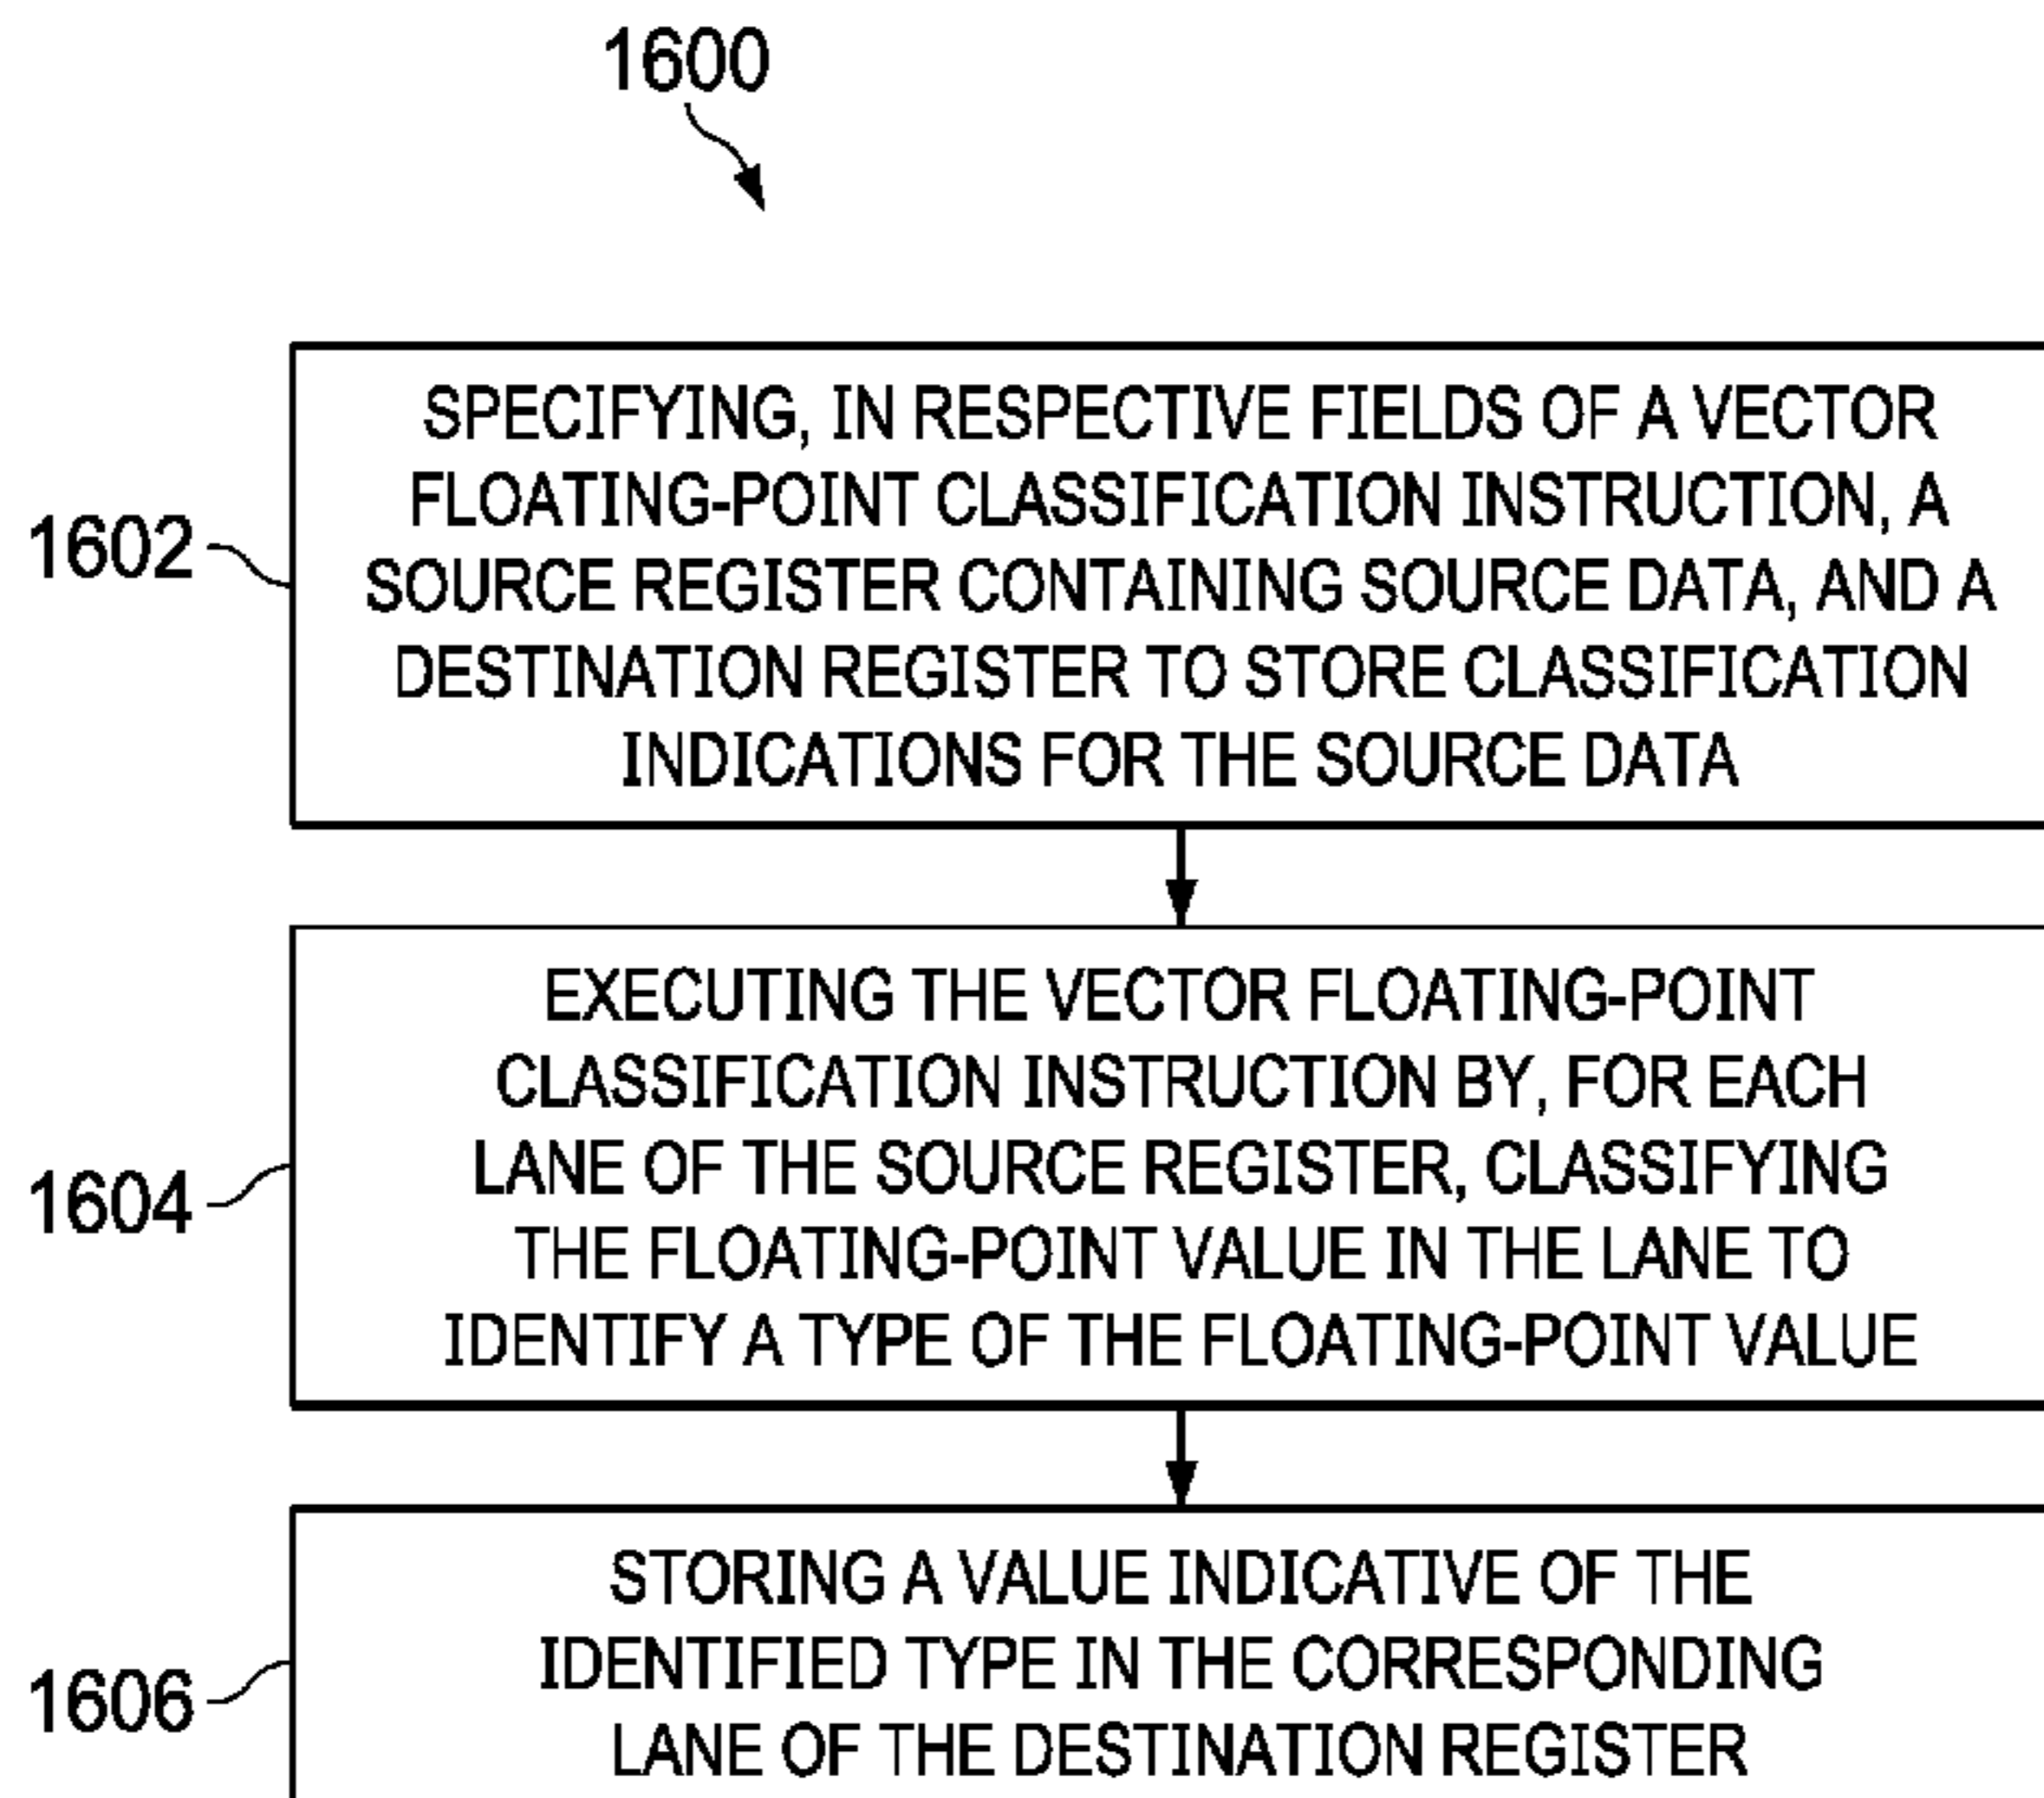 1600
1602
SPECIFYING, IN RESPECTIVE FIELDS OF A VECTOR
FLOATING-POINT CLASSIFICATION INSTRUCTION, A
SOURCE REGISTER CONTAINING SOURCE DATA, AND A
DESTINATION REGISTER TO STORE CLASSIFICATION
INDICATIONS FOR THE SOURCE DATA
1604
EXECUTING THE VECTOR FLOATING-POINT
CLASSIFICATION INSTRUCTION BY, FOR EACH
LANE OF THE SOURCE REGISTER, CLASSIFYING
THE FLOATING-POINT VALUE IN THE LANE TO
IDENTIFY A TYPE OF THE FLOATING-POINT VALUE
1606
STORING A VALUE INDICATIVE OF THE
IDENTIFIED TYPE IN THE CORRESPONDING
LANE OF THE DESTINATION REGISTER